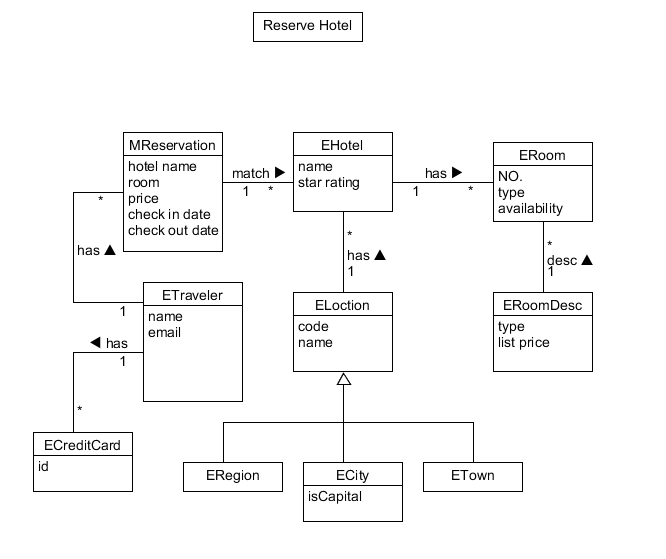 Reserve Hotel
MReservation
hotel name
room
price
check in date
check out date
match ▶
1 *
EHotel
name
star rating
has ▶
1 *
ERoom
NO.
type
availability
*
has ▲
1
*
has ▲
1
*
desc ▲
1
ETraveler
name
email
◀ has
1
*
ELoction
code
name
ERoomDesc
type
list price
ECreditCard
id
ERegion
ECity
isCapital
ETown